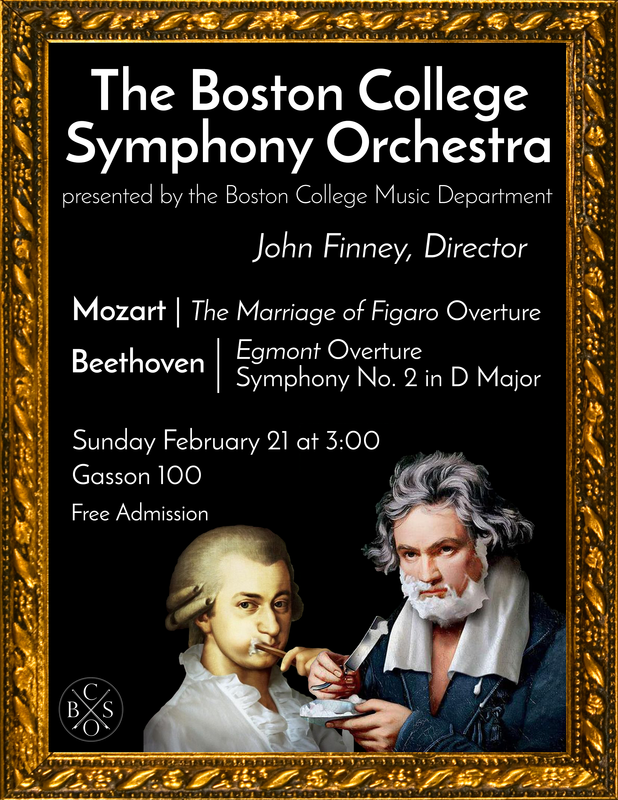 The Boston College
Symphony Orchestra
presented by the Boston College Music Department
John Finney, Director
Mozart | The Marriage of Figaro Overture
Beethoven | Egmont Overture
Symphony No. 2 in D Major
Sunday February 21 at 3:00
Gasson 100
Free Admission
C
B S
O